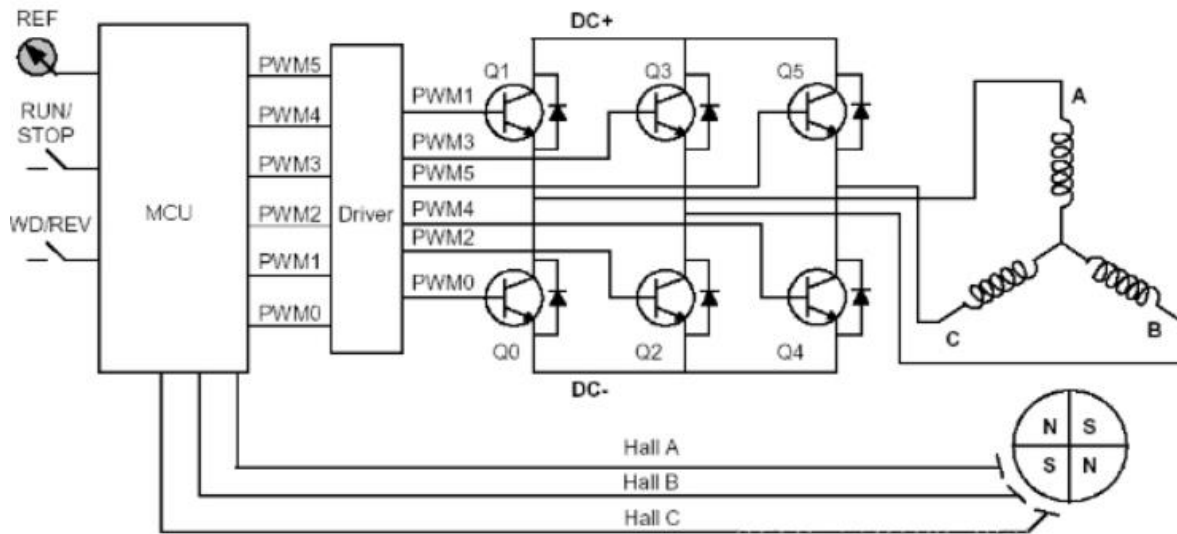 REF
DC+
PWM5
Q1
Q3
Q5
PWM1
A
RUN/
STOP
PWM4
PWM3
PWM3
PWM5
MCU
PWM2
Driver
PWM4
WD/REV
PWM2
PWM1
PWM0
C
B
PWM0
Q0
Q2
Q4
DC-
N S
S N
Hall A
Hall B
Hall C